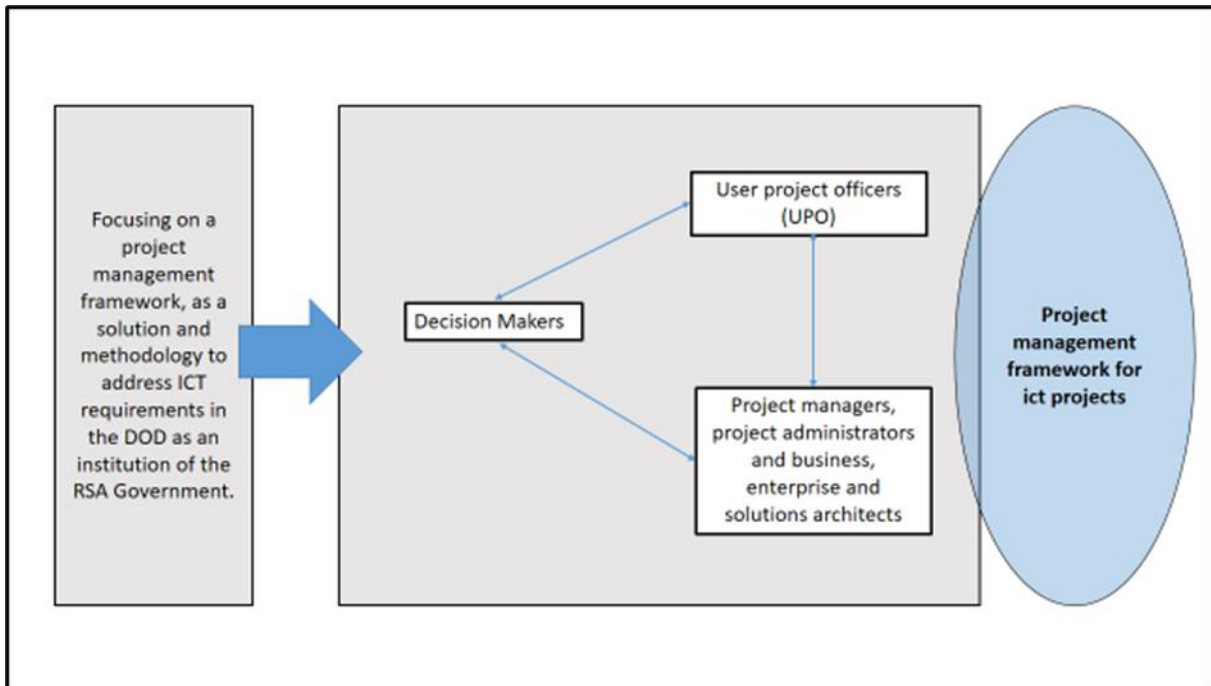 Focusing on a
project
management
framework, as a
solution and
methodology to
address ICT
requirements in
the DOD as an
institution of the
RSA Government.
Decision Makers
User project officers
(UPO)
Project managers,
project administrators
and business,
enterprise and
solutions architects
Project
management
framework for
ict projects